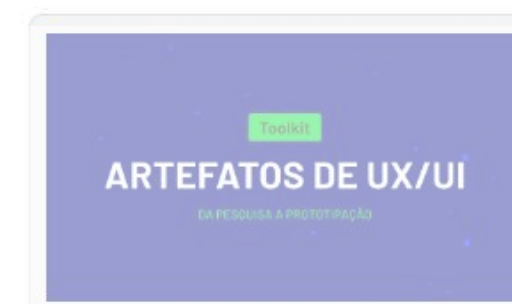 Toolkit
ARTEFATOS DE UX/UI
DA PESQUISA A PROTOTIPAÇÃO